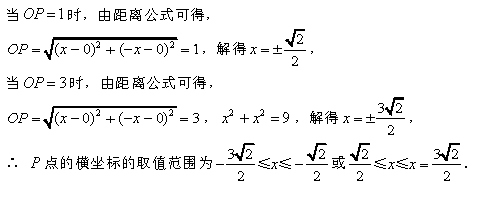 当 OP=1时，由距离公式可得，
OP=√((x−0)²+(−x−0)²)=1，解得 x=±√2/2，
当 OP=3时，由距离公式可得，
OP=√((x−0)²+(−x−0)²)=3，x²+x²=9，解得 x=±3√2/2，
∴ P点的横坐标的取值范围为−3√2/2≤x≤−√2/2或√2/2≤x≤x=3√2/2．